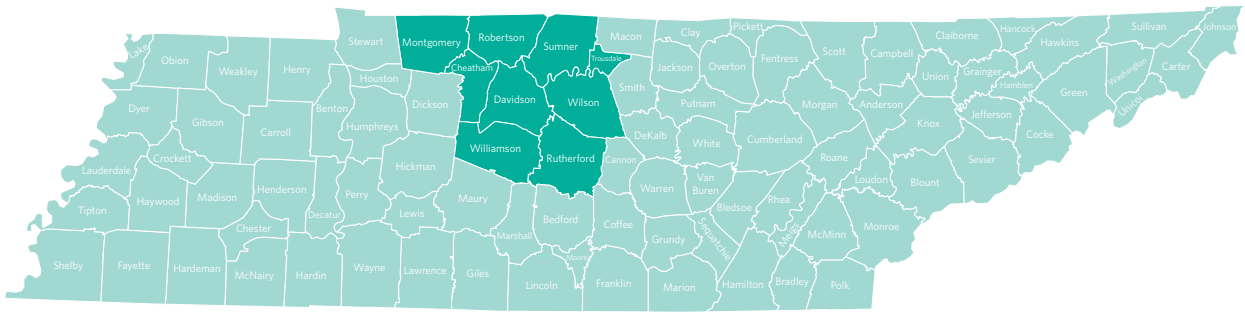 Stewart
Montgomery
Robertson
Sumner
Macon
Clay
Pickett
Scott
Campbell
Claiborne
Hancock
Hawkins
Sullivan
Johnson
Lake
Obion
Weakley
Henry
Houston
Cheatham
Trousdale
Jackson
Overton
Fentress
Union
Grainger
Hamblen
Green
Washington
Carter
Unicoi
Dyer
Gibson
Carroll
Benton
Humphreys
Dickson
Davidson
Wilson
Smith
Putnam
Morgan
Anderson
Knox
Jefferson
Cocke
Lauderdale
Crockett
Williamson
Rutherford
DeKalb
Cannon
White
Cumberland
Roane
Loudon
Blount
Sevier
Tipton
Haywood
Madison
Henderson
Decatur
Perry
Hickman
Lewis
Maury
Marshall
Bedford
Coffee
Warren
Van
Buren
Bledsoe
Rhea
Meigs
McMinn
Monroe
Shelby
Fayette
Hardeman
Chester
McNairy
Hardin
Wayne
Lawrence
Giles
Lincoln
Moore
Franklin
Grundy
Sequatchie
Marion
Hamilton
Bradley
Polk